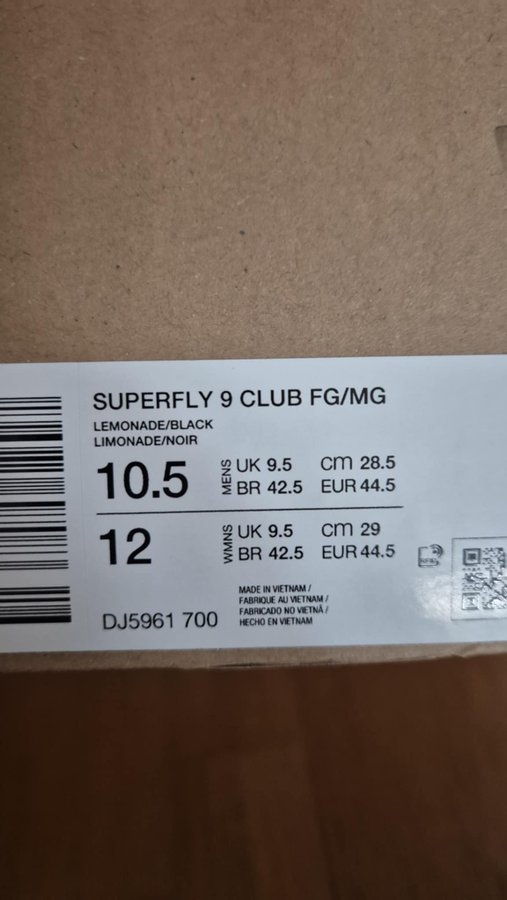 SUPERFLY 9 CLUB FG/MG
LEMONADE/BLACK
LIMONADE/NOIR
10.5 MENS UK 9.5 CM 28.5
BR 42.5 EUR 44.5
12 WMNS UK 9.5 CM 29
BR 42.5 EUR 44.5
DJ5961 700
MADE IN VIETNAM /
FABRIQUE AU VIETNAM /
FABRICADO NO VIETNÃ /
HECHO EN VIETNAM